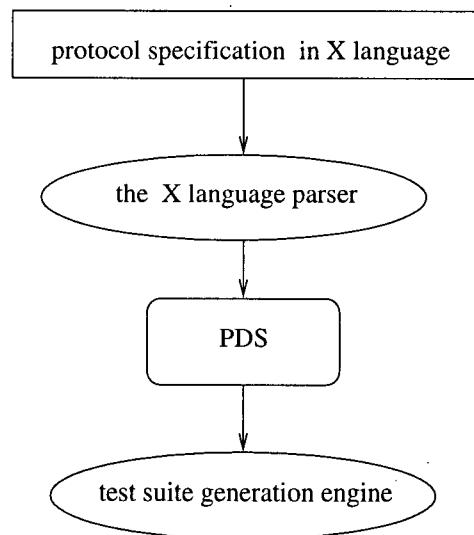 protocol specification in X language
the X language parser
PDS
test suite generation engine